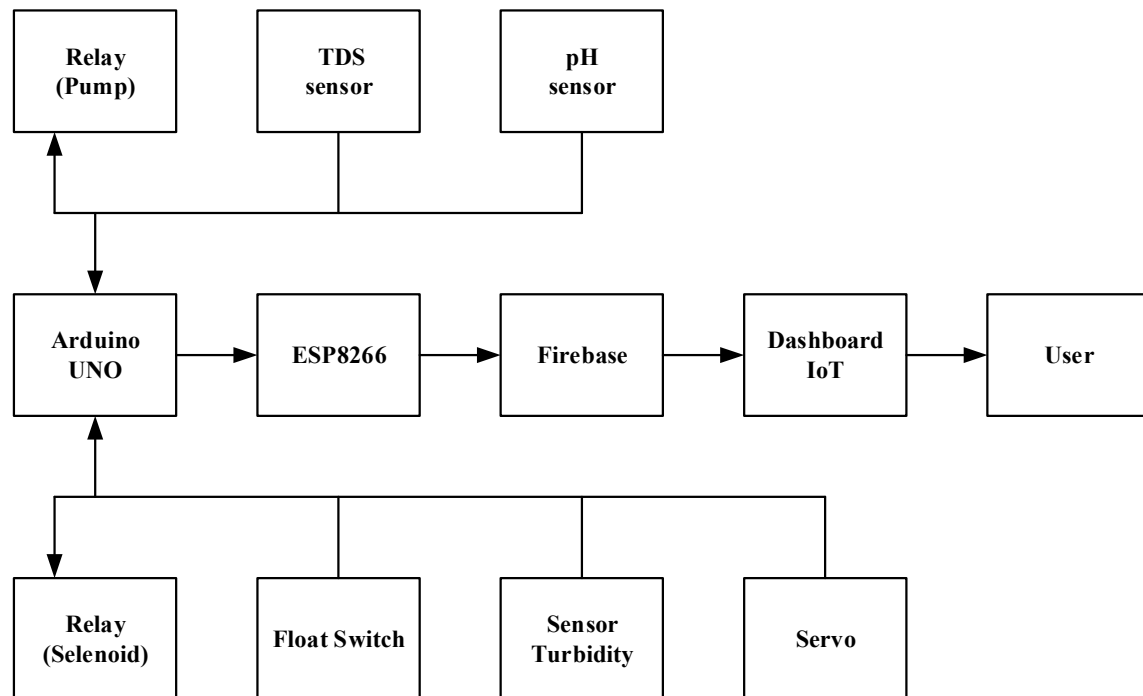 Relay
(Pump)
TDS
sensor
pH
sensor
Arduino
UNO
ESP8266
Firebase
Dashboard
IoT
User
Relay
(Selenoid)
Float Switch
Sensor
Turbidity
Servo